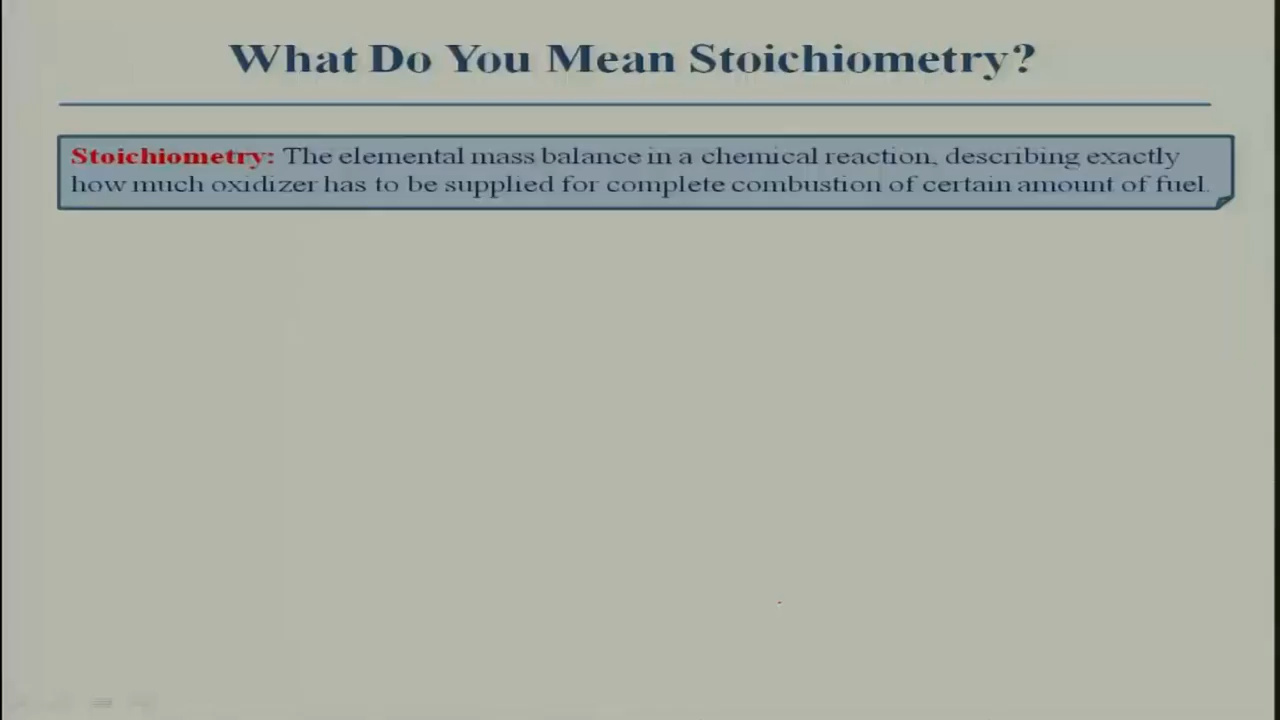 What Do You Mean Stoichiometry?
Stoichiometry: The elemental mass balance in a chemical reaction, describing exactly
how much oxidizer has to be supplied for complete combustion of certain amount of fuel.